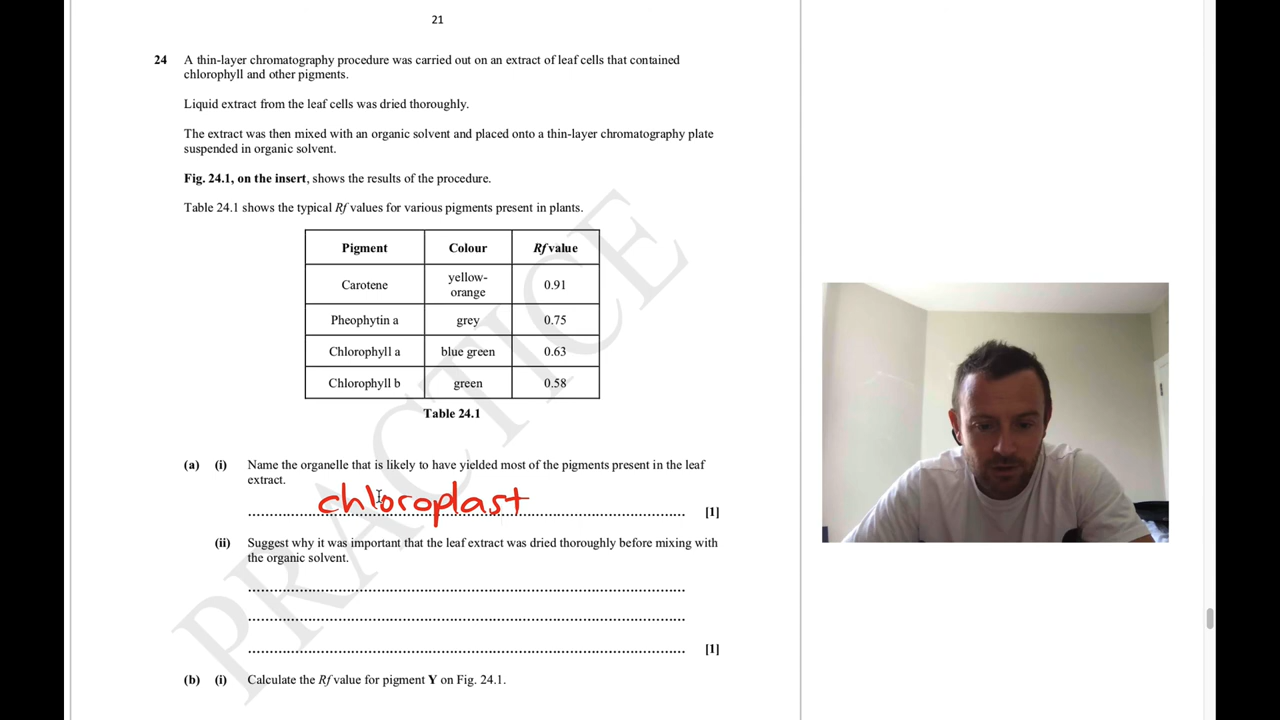 21
24 A thin-layer chromatography procedure was carried out on an extract of leaf cells that contained
chlorophyll and other pigments.
Liquid extract from the leaf cells was dried thoroughly.
The extract was then mixed with an organic solvent and placed onto a thin-layer chromatography plate
suspended in organic solvent.
Fig. 24.1, on the insert, shows the results of the procedure.
Table 24.1 shows the typical Rf values for various pigments present in plants.
Pigment Colour Rf value
Carotene yellow-
orange 0.91
Pheophytin a grey 0.75
Chlorophyll a blue green 0.63
Chlorophyll b green 0.58
Table 24.1
PRACTICE
(a) (i) Name the organelle that is likely to have yielded most of the pigments present in the leaf
extract.
chloroplast [1]
(ii) Suggest why it was important that the leaf extract was dried thoroughly before mixing with
the organic solvent.
[1]
(b) (i) Calculate the Rf value for pigment Y on Fig. 24.1.